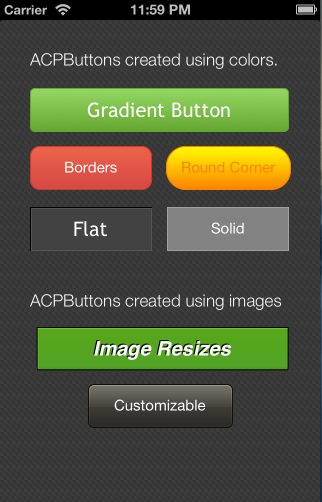 Carrier 11:59 PM
ACPButtons created using colors.
Gradient Button
Borders Round Corner
Flat Solid
ACPButtons created using images
Image Resizes
Customizable